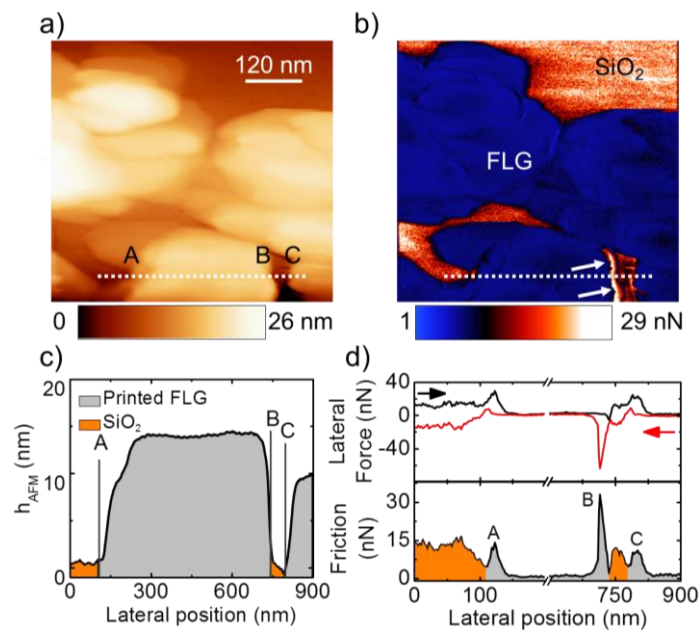 a)
120 nm
A
B
C
0
26 nm
b)
SiO₂
FLG
1
29 nN
c)
20
10
0
h_AFM (nm)
Printed FLG
SiO₂
A
B
C
0 300 600 900
Lateral position (nm)
d)
40
0
-40
Lateral
Force (nN)
30
15
0
Friction
(nN)
A
B
C
0 100 750 900
Lateral position (nm)